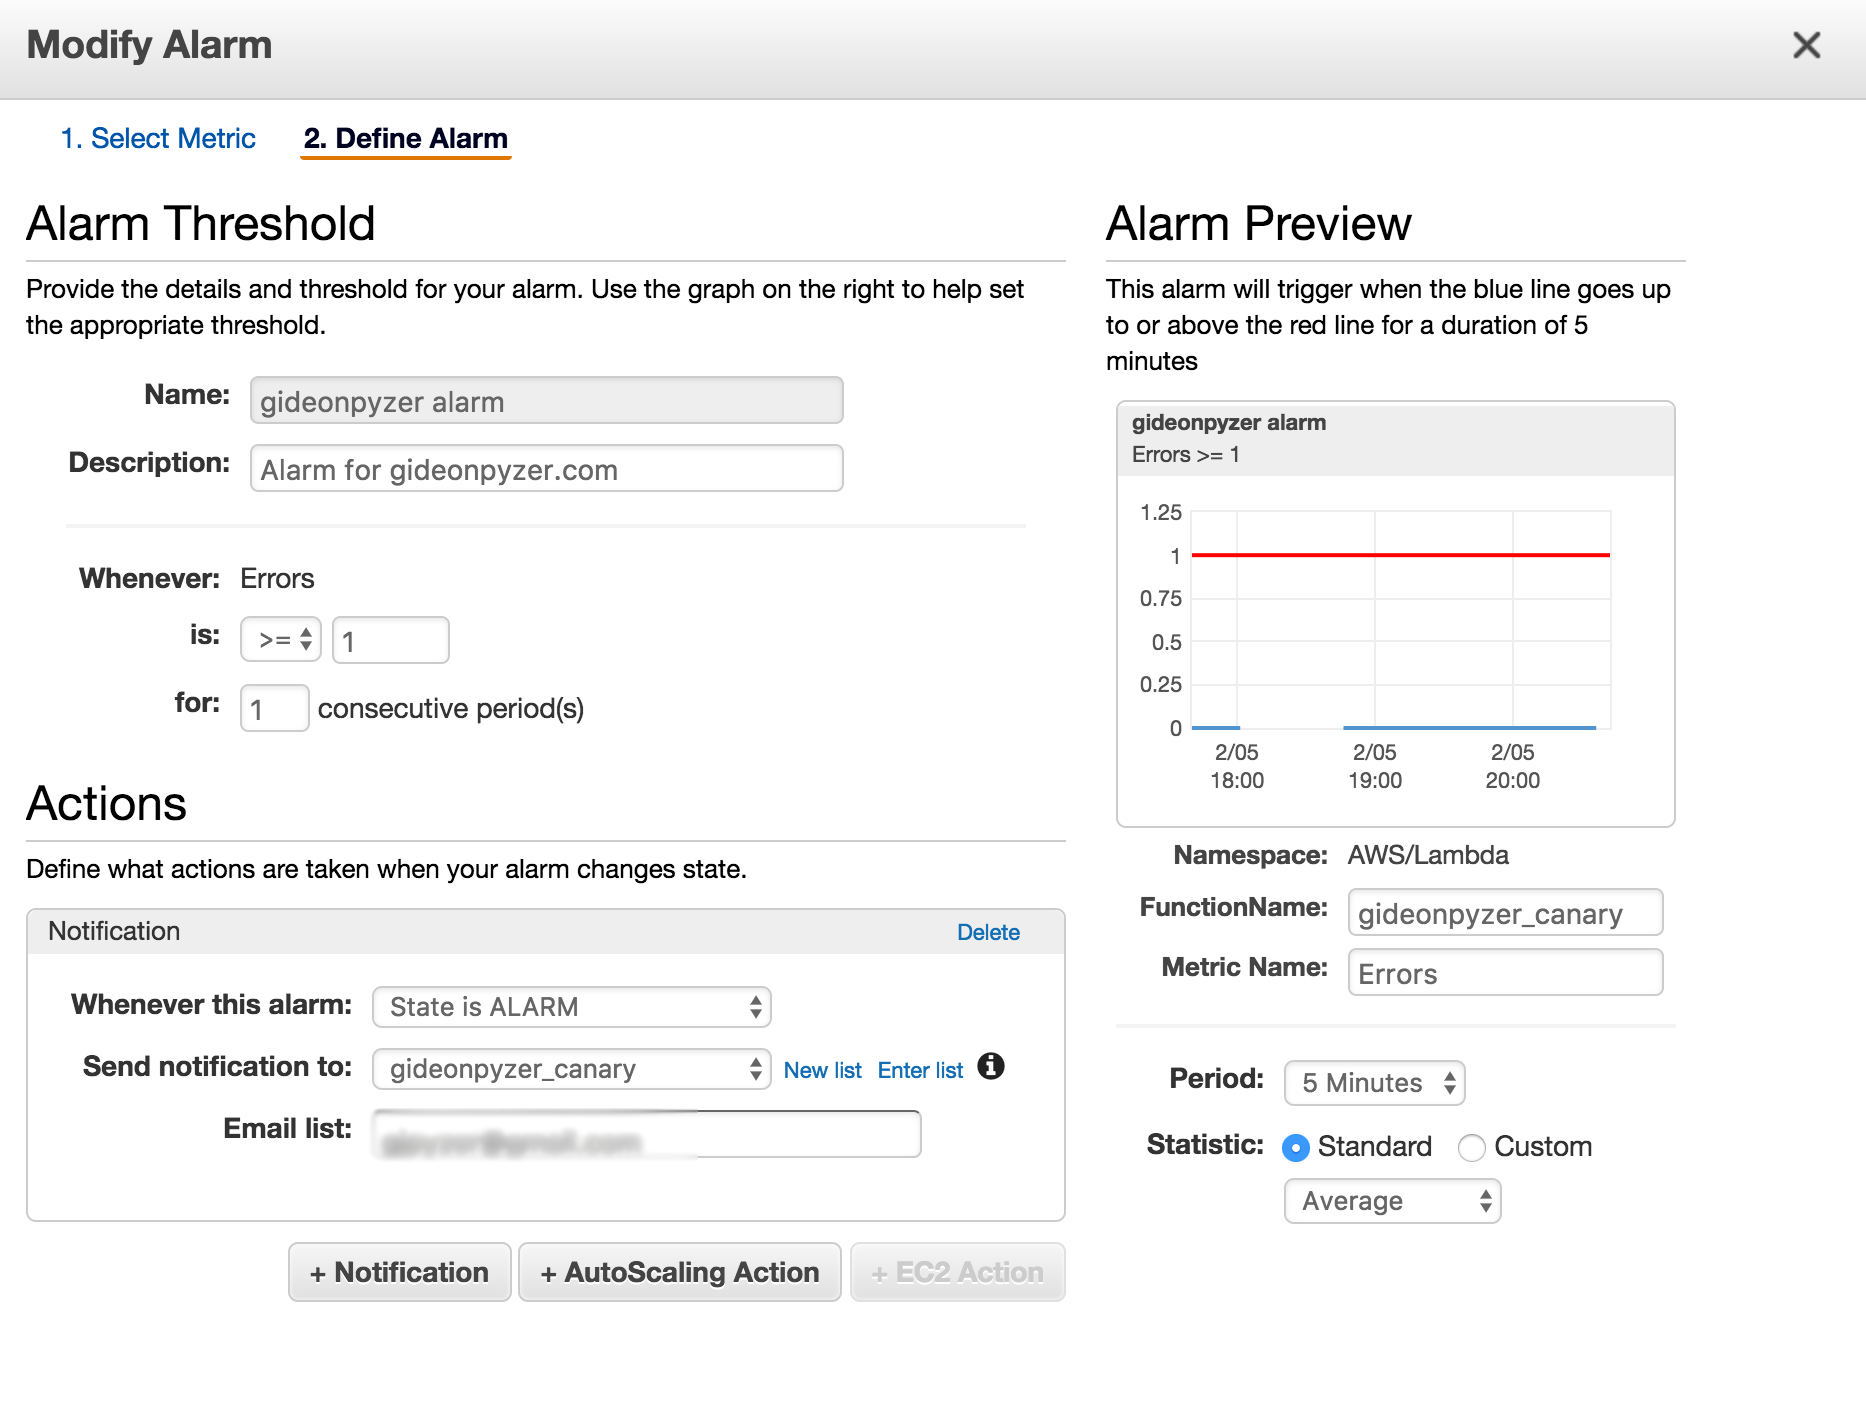 Modify Alarm
1. Select Metric
2. Define Alarm
Alarm Threshold
Provide the details and threshold for your alarm. Use the graph on the right to help set
the appropriate threshold.
Name: gideonpyzer alarm
Description: Alarm for gideonpyzer.com
Whenever: Errors
is: >= 1
for: 1 consecutive period(s)
Actions
Define what actions are taken when your alarm changes state.
Notification Delete
Whenever this alarm: State is ALARM
Send notification to: gideonpyzer_canary New list Enter list
Email list:
+ Notification + AutoScaling Action + EC2 Action
Alarm Preview
This alarm will trigger when the blue line goes up
to or above the red line for a duration of 5
minutes
gideonpyzer alarm
Errors >= 1
1.25
1
0.75
0.5
0.25
0
2/05 2/05 2/05
18:00 19:00 20:00
Namespace: AWS/Lambda
FunctionName: gideonpyzer_canary
Metric Name: Errors
Period: 5 Minutes
Statistic: Standard Custom
Average